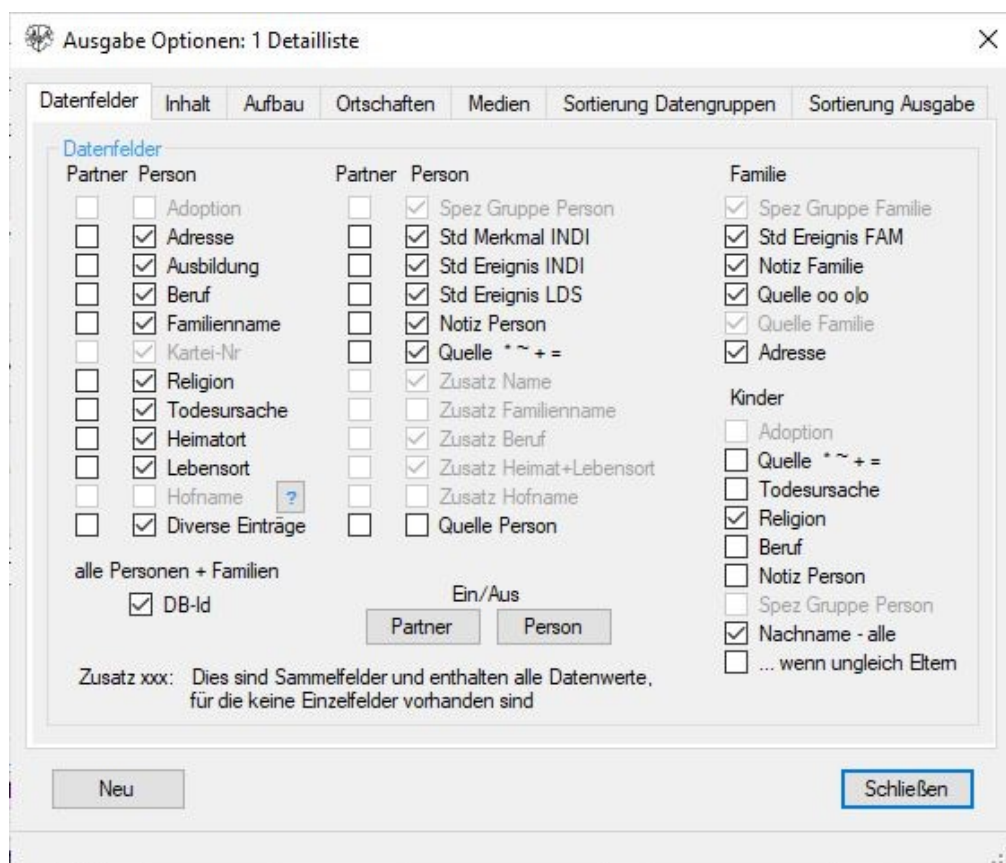 Ausgabe Optionen: 1 Detailliste
Datenfelder
Inhalt
Aufbau
Ortschaften
Medien
Sortierung Datengruppen
Sortierung Ausgabe
Datenfelder
Partner Person
Adoption
Adresse
Ausbildung
Beruf
Familienname
Kartei-Nr
Religion
Todesursache
Heimatort
Lebensort
Hofname ?
Diverse Einträge
alle Personen + Familien
DB-Id
Partner Person
Spez Gruppe Person
Std Merkmal INDI
Std Ereignis INDI
Std Ereignis LDS
Notiz Person
Quelle * ~ + =
Zusatz Name
Zusatz Familienname
Zusatz Beruf
Zusatz Heimat+Lebensort
Zusatz Hofname
Quelle Person
Ein/Aus
Partner
Person
Familie
Spez Gruppe Familie
Std Ereignis FAM
Notiz Familie
Quelle oo o|o
Quelle Familie
Adresse
Kinder
Adoption
Quelle * ~ + =
Todesursache
Religion
Beruf
Notiz Person
Spez Gruppe Person
Nachname - alle
... wenn ungleich Eltern
Zusatz xxx: Dies sind Sammelfelder und enthalten alle Datenwerte,
für die keine Einzelfelder vorhanden sind
Neu
Schließen